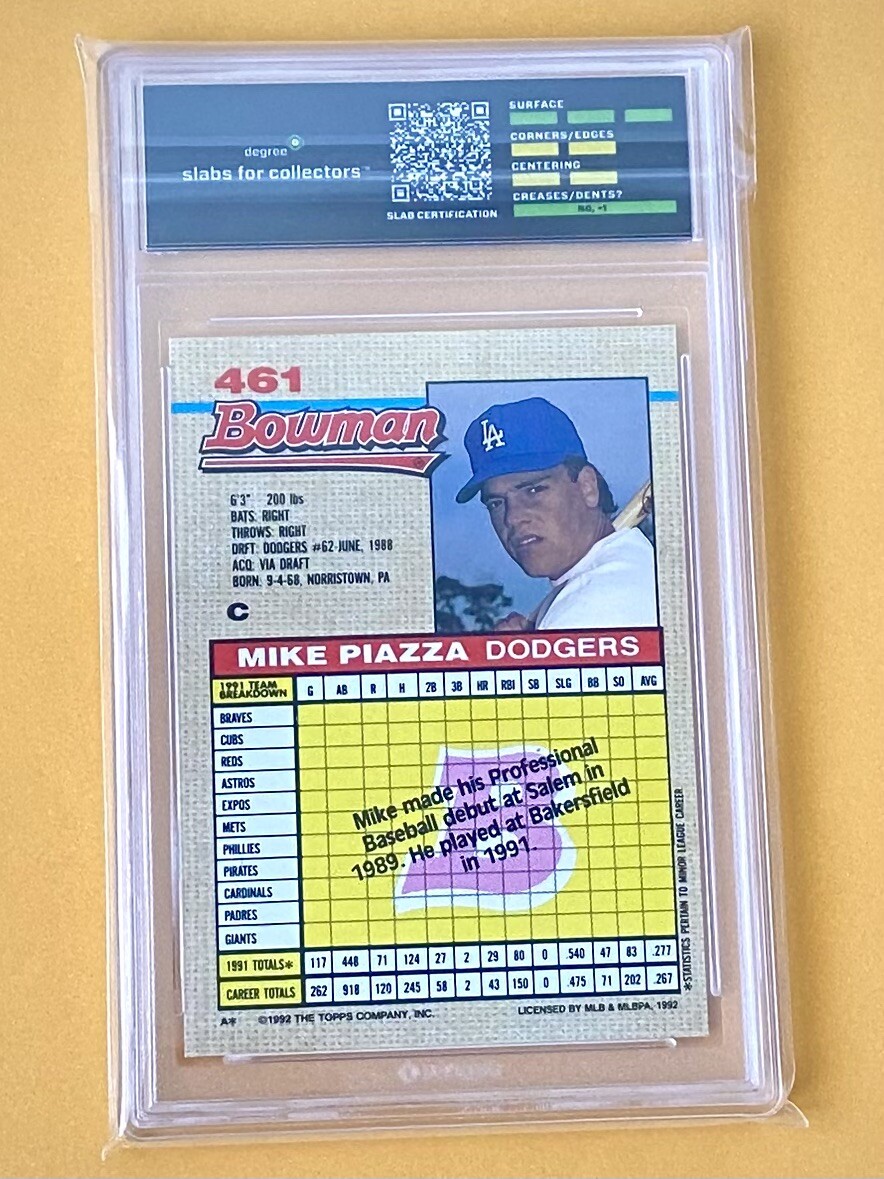 degree
slabs for collectors™
SLAB CERTIFICATION
SURFACE
CORNERS/EDGES
CENTERING
CREASES/DENTS?
NO, +1
461
Bowman
LA
6'3" 200 lbs
BATS: RIGHT
THROWS: RIGHT
DRFT: DODGERS #62-JUNE, 1988
ACQ: VIA DRAFT
BORN: 9-4-68, NORRISTOWN, PA
C
MIKE PIAZZA DODGERS
1991 TEAM BREAKDOWN G AB R H 2B 3B HR RBI SB SLG BB SO AVG
BRAVES
CUBS
REDS
ASTROS
EXPOS
METS
PHILLIES
PIRATES
CARDINALS
PADRES
GIANTS
B
Mike made his Professional
Baseball debut at Salem in
1989. He played at Bakersfield
in 1991.
1991 TOTALS* 117 448 71 124 27 2 29 80 0 .540 47 83 .277
CAREER TOTALS 262 918 120 245 58 2 43 150 0 .475 71 202 .267
*STATISTICS PERTAIN TO MINOR LEAGUE CAREER
A* ©1992 THE TOPPS COMPANY, INC. LICENSED BY MLB & MLBPA, 1992